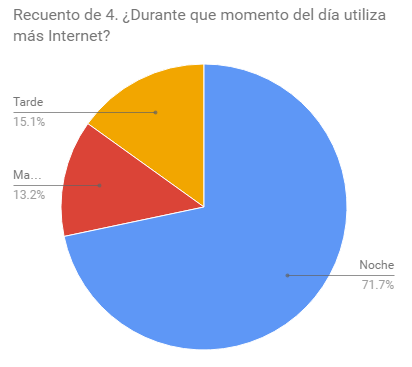 Recuento de 4. ¿Durante que momento del día utiliza
más Internet?
Tarde
15.1%
Ma…
13.2%
Noche
71.7%